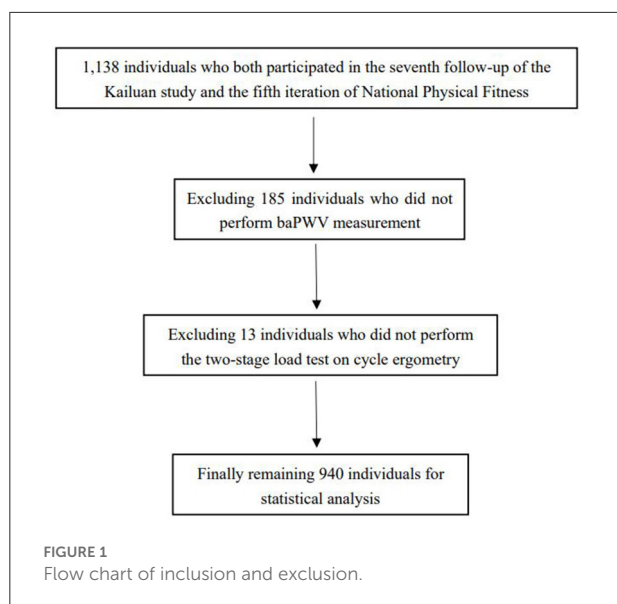 1,138 individuals who both participated in the seventh follow-up of the
Kailuan study and the fifth iteration of National Physical Fitness
Excluding 185 individuals who did not
perform baPWV measurement
Excluding 13 individuals who did not perform
the two-stage load test on cycle ergometry
Finally remaining 940 individuals for
statistical analysis
FIGURE 1
Flow chart of inclusion and exclusion.